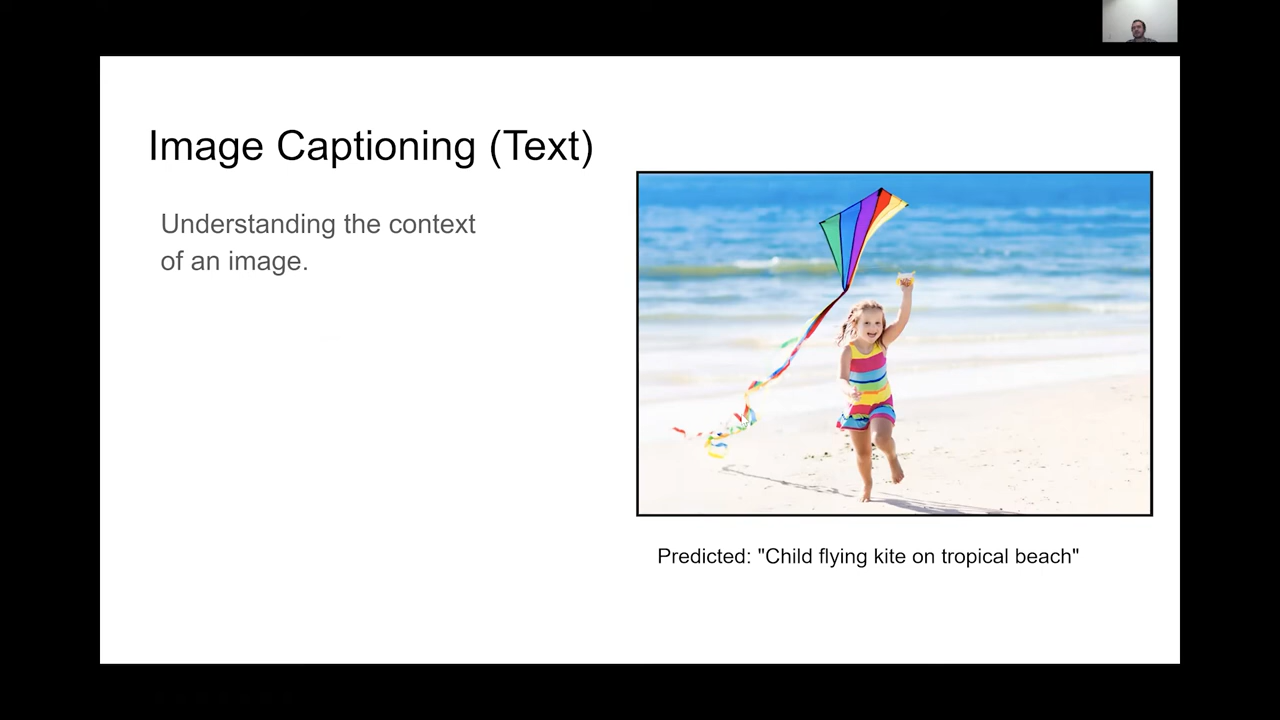 Image Captioning (Text)
Understanding the context
of an image.
Predicted: "Child flying kite on tropical beach"